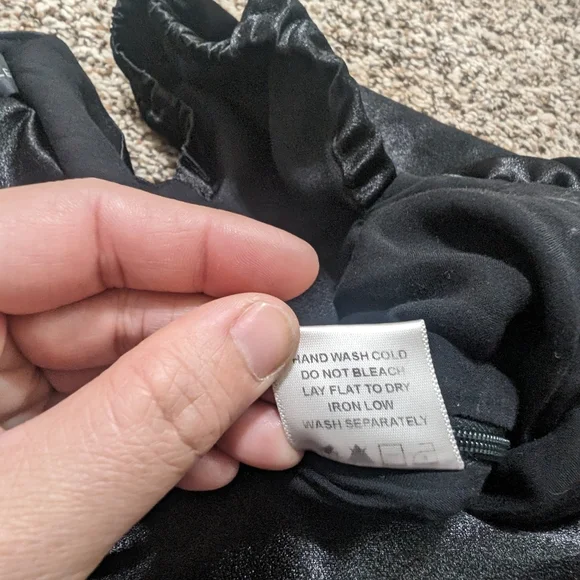 HAND WASH COLD
DO NOT BLEACH
LAY FLAT TO DRY
IRON LOW
WASH SEPARATELY